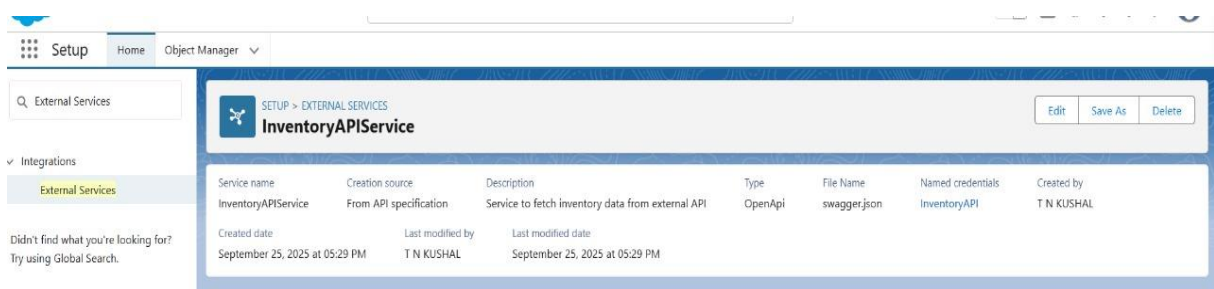 Setup Home Object Manager
External Services
SETUP > EXTERNAL SERVICES
InventoryAPIService
Edit Save As Delete
Integrations
External Services
Didn't find what you're looking for?
Try using Global Search.
Service name Creation source Description Type File Name Named credentials Created by
InventoryAPIService From API specification Service to fetch inventory data from external API OpenApi swagger.json InventoryAPI T N KUSHAL
Created date Last modified by Last modified date
September 25, 2025 at 05:29 PM T N KUSHAL September 25, 2025 at 05:29 PM